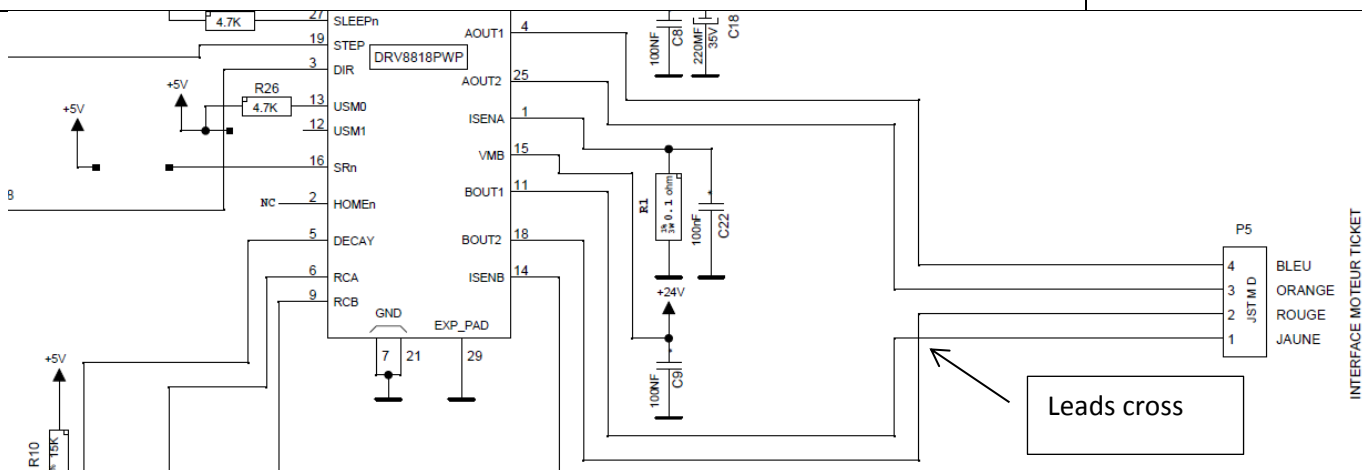 4.7K
27 SLEEPn
19 STEP
3 DIR
DRV8818PWP
AOUT1 4
100NF
C8
220MF
35V
C18
AOUT2 25
+5V
+5V
R26
4.7K
13 USM0
12 USM1
ISENA 1
VMB 15
16 SRn
8
NC 2 HOMEn
BOUT1 11
R1
1% 3W 0.1 ohm
100nF
C22
5 DECAY
BOUT2 18
6 RCA
ISENB 14
9 RCB
+24V
GND
EXP_PAD
7 21 29
100NF
C9
+5V
R10
15K
P5
JST M D
4 BLEU
3 ORANGE
2 ROUGE
1 JAUNE
INTERFACE MOTEUR TICKET
Leads cross